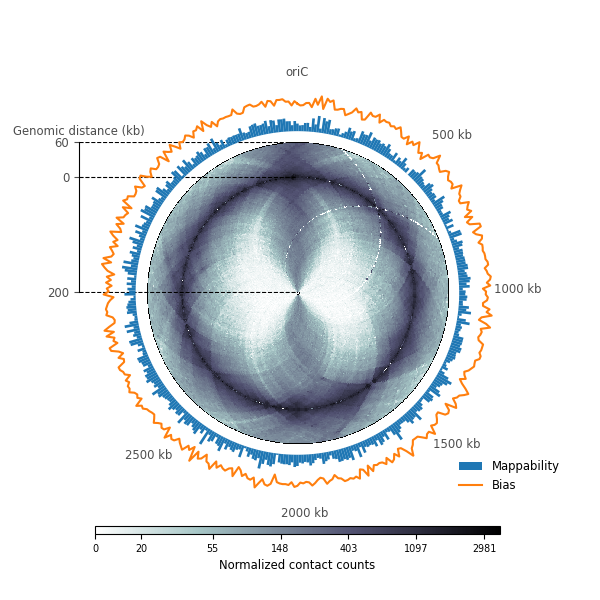 oriC
Genomic distance (kb)
500 kb
60
0
200
1000 kb
1500 kb
2500 kb
Mappability
Bias
2000 kb
0 20 55 148 403 1097 2981
Normalized contact counts